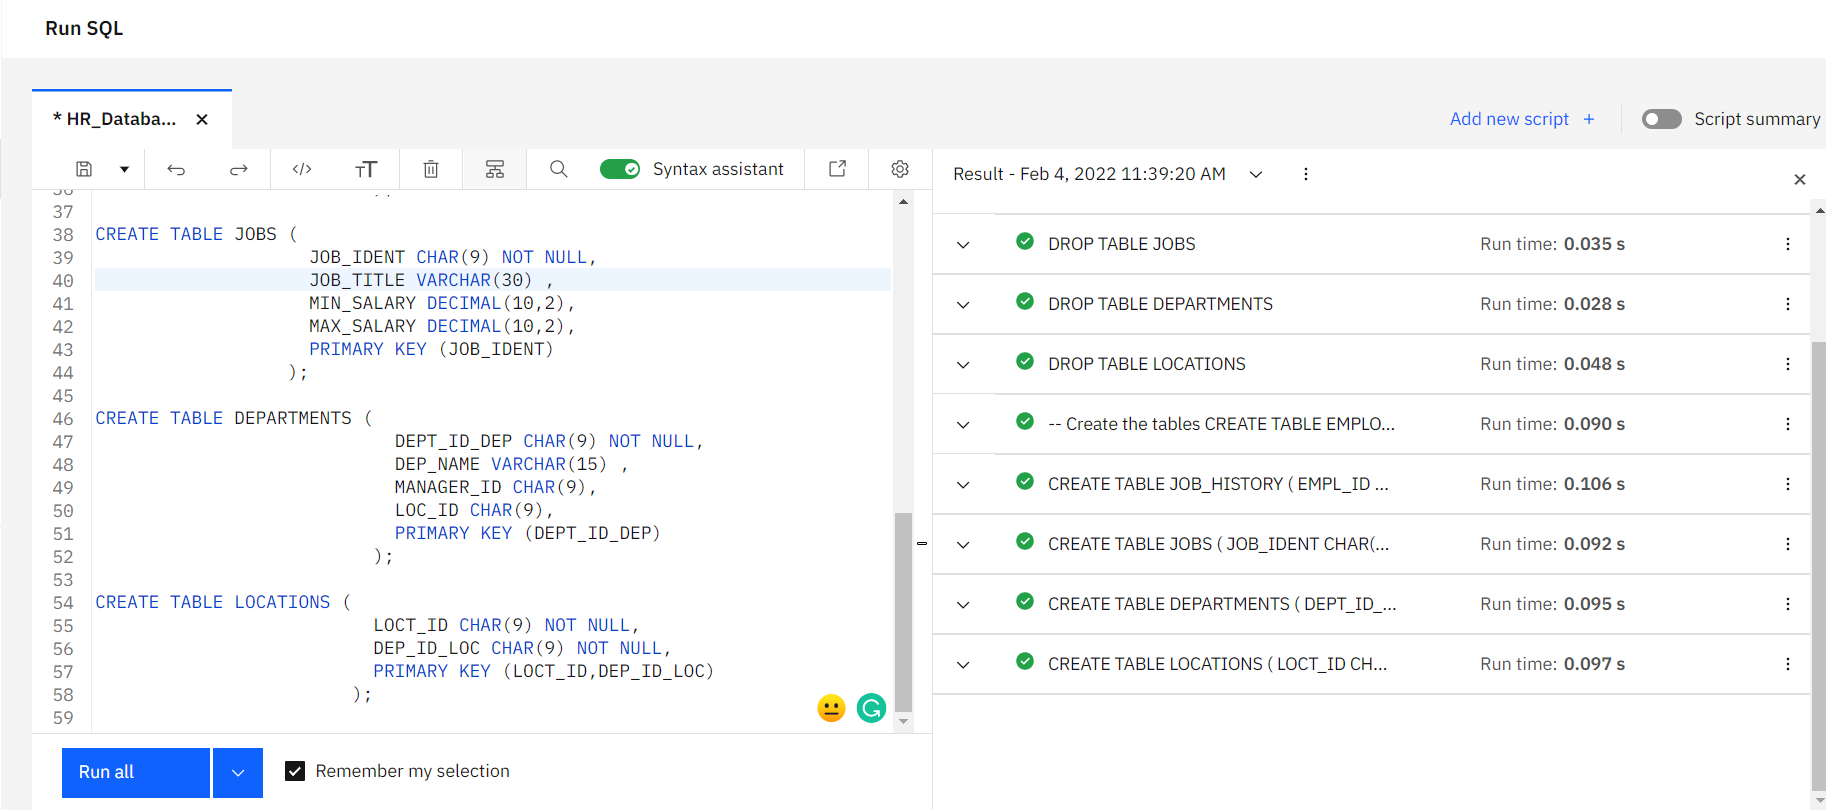 Run SQL
* HR_Databa...
Add new script +
Script summary
Syntax assistant
Result - Feb 4, 2022 11:39:20 AM
36 );
37
38 CREATE TABLE JOBS (
39 JOB_IDENT CHAR(9) NOT NULL,
40 JOB_TITLE VARCHAR(30) ,
41 MIN_SALARY DECIMAL(10,2),
42 MAX_SALARY DECIMAL(10,2),
43 PRIMARY KEY (JOB_IDENT)
44 );
45
46 CREATE TABLE DEPARTMENTS (
47 DEPT_ID_DEP CHAR(9) NOT NULL,
48 DEP_NAME VARCHAR(15) ,
49 MANAGER_ID CHAR(9),
50 LOC_ID CHAR(9),
51 PRIMARY KEY (DEPT_ID_DEP)
52 );
53
54 CREATE TABLE LOCATIONS (
55 LOCT_ID CHAR(9) NOT NULL,
56 DEP_ID_LOC CHAR(9) NOT NULL,
57 PRIMARY KEY (LOCT_ID,DEP_ID_LOC)
58 );
59
DROP TABLE JOBS Run time: 0.035 s
DROP TABLE DEPARTMENTS Run time: 0.028 s
DROP TABLE LOCATIONS Run time: 0.048 s
-- Create the tables CREATE TABLE EMPLO... Run time: 0.090 s
CREATE TABLE JOB_HISTORY ( EMPL_ID ... Run time: 0.106 s
CREATE TABLE JOBS ( JOB_IDENT CHAR(... Run time: 0.092 s
CREATE TABLE DEPARTMENTS ( DEPT_ID_... Run time: 0.095 s
CREATE TABLE LOCATIONS ( LOCT_ID CH... Run time: 0.097 s
Run all
Remember my selection